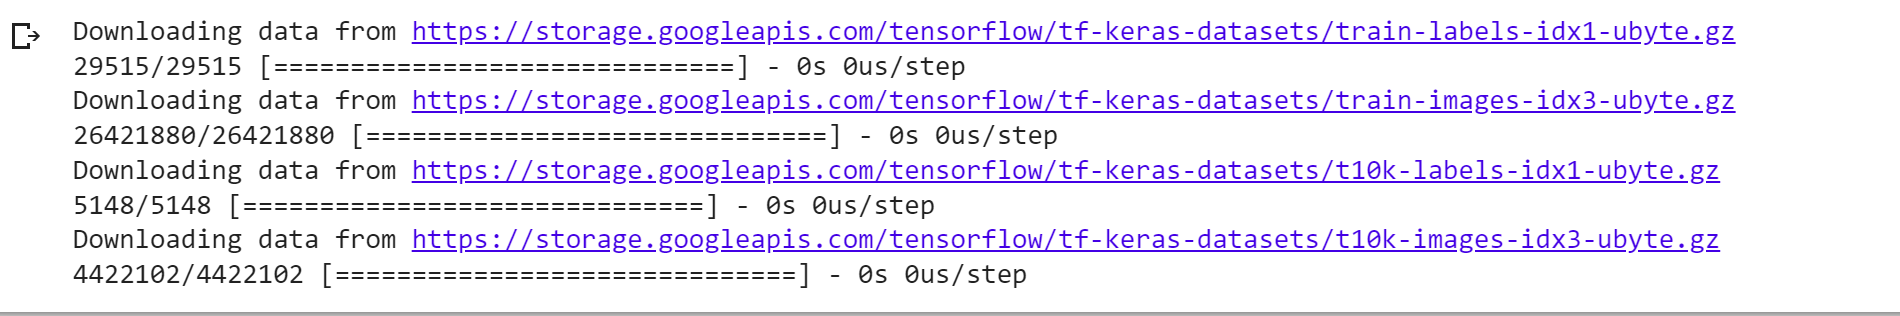 Downloading data from https://storage.googleapis.com/tensorflow/tf-keras-datasets/train-labels-idx1-ubyte.gz
29515/29515 [==============================] - 0s 0us/step
Downloading data from https://storage.googleapis.com/tensorflow/tf-keras-datasets/train-images-idx3-ubyte.gz
26421880/26421880 [==============================] - 0s 0us/step
Downloading data from https://storage.googleapis.com/tensorflow/tf-keras-datasets/t10k-labels-idx1-ubyte.gz
5148/5148 [==============================] - 0s 0us/step
Downloading data from https://storage.googleapis.com/tensorflow/tf-keras-datasets/t10k-images-idx3-ubyte.gz
4422102/4422102 [==============================] - 0s 0us/step